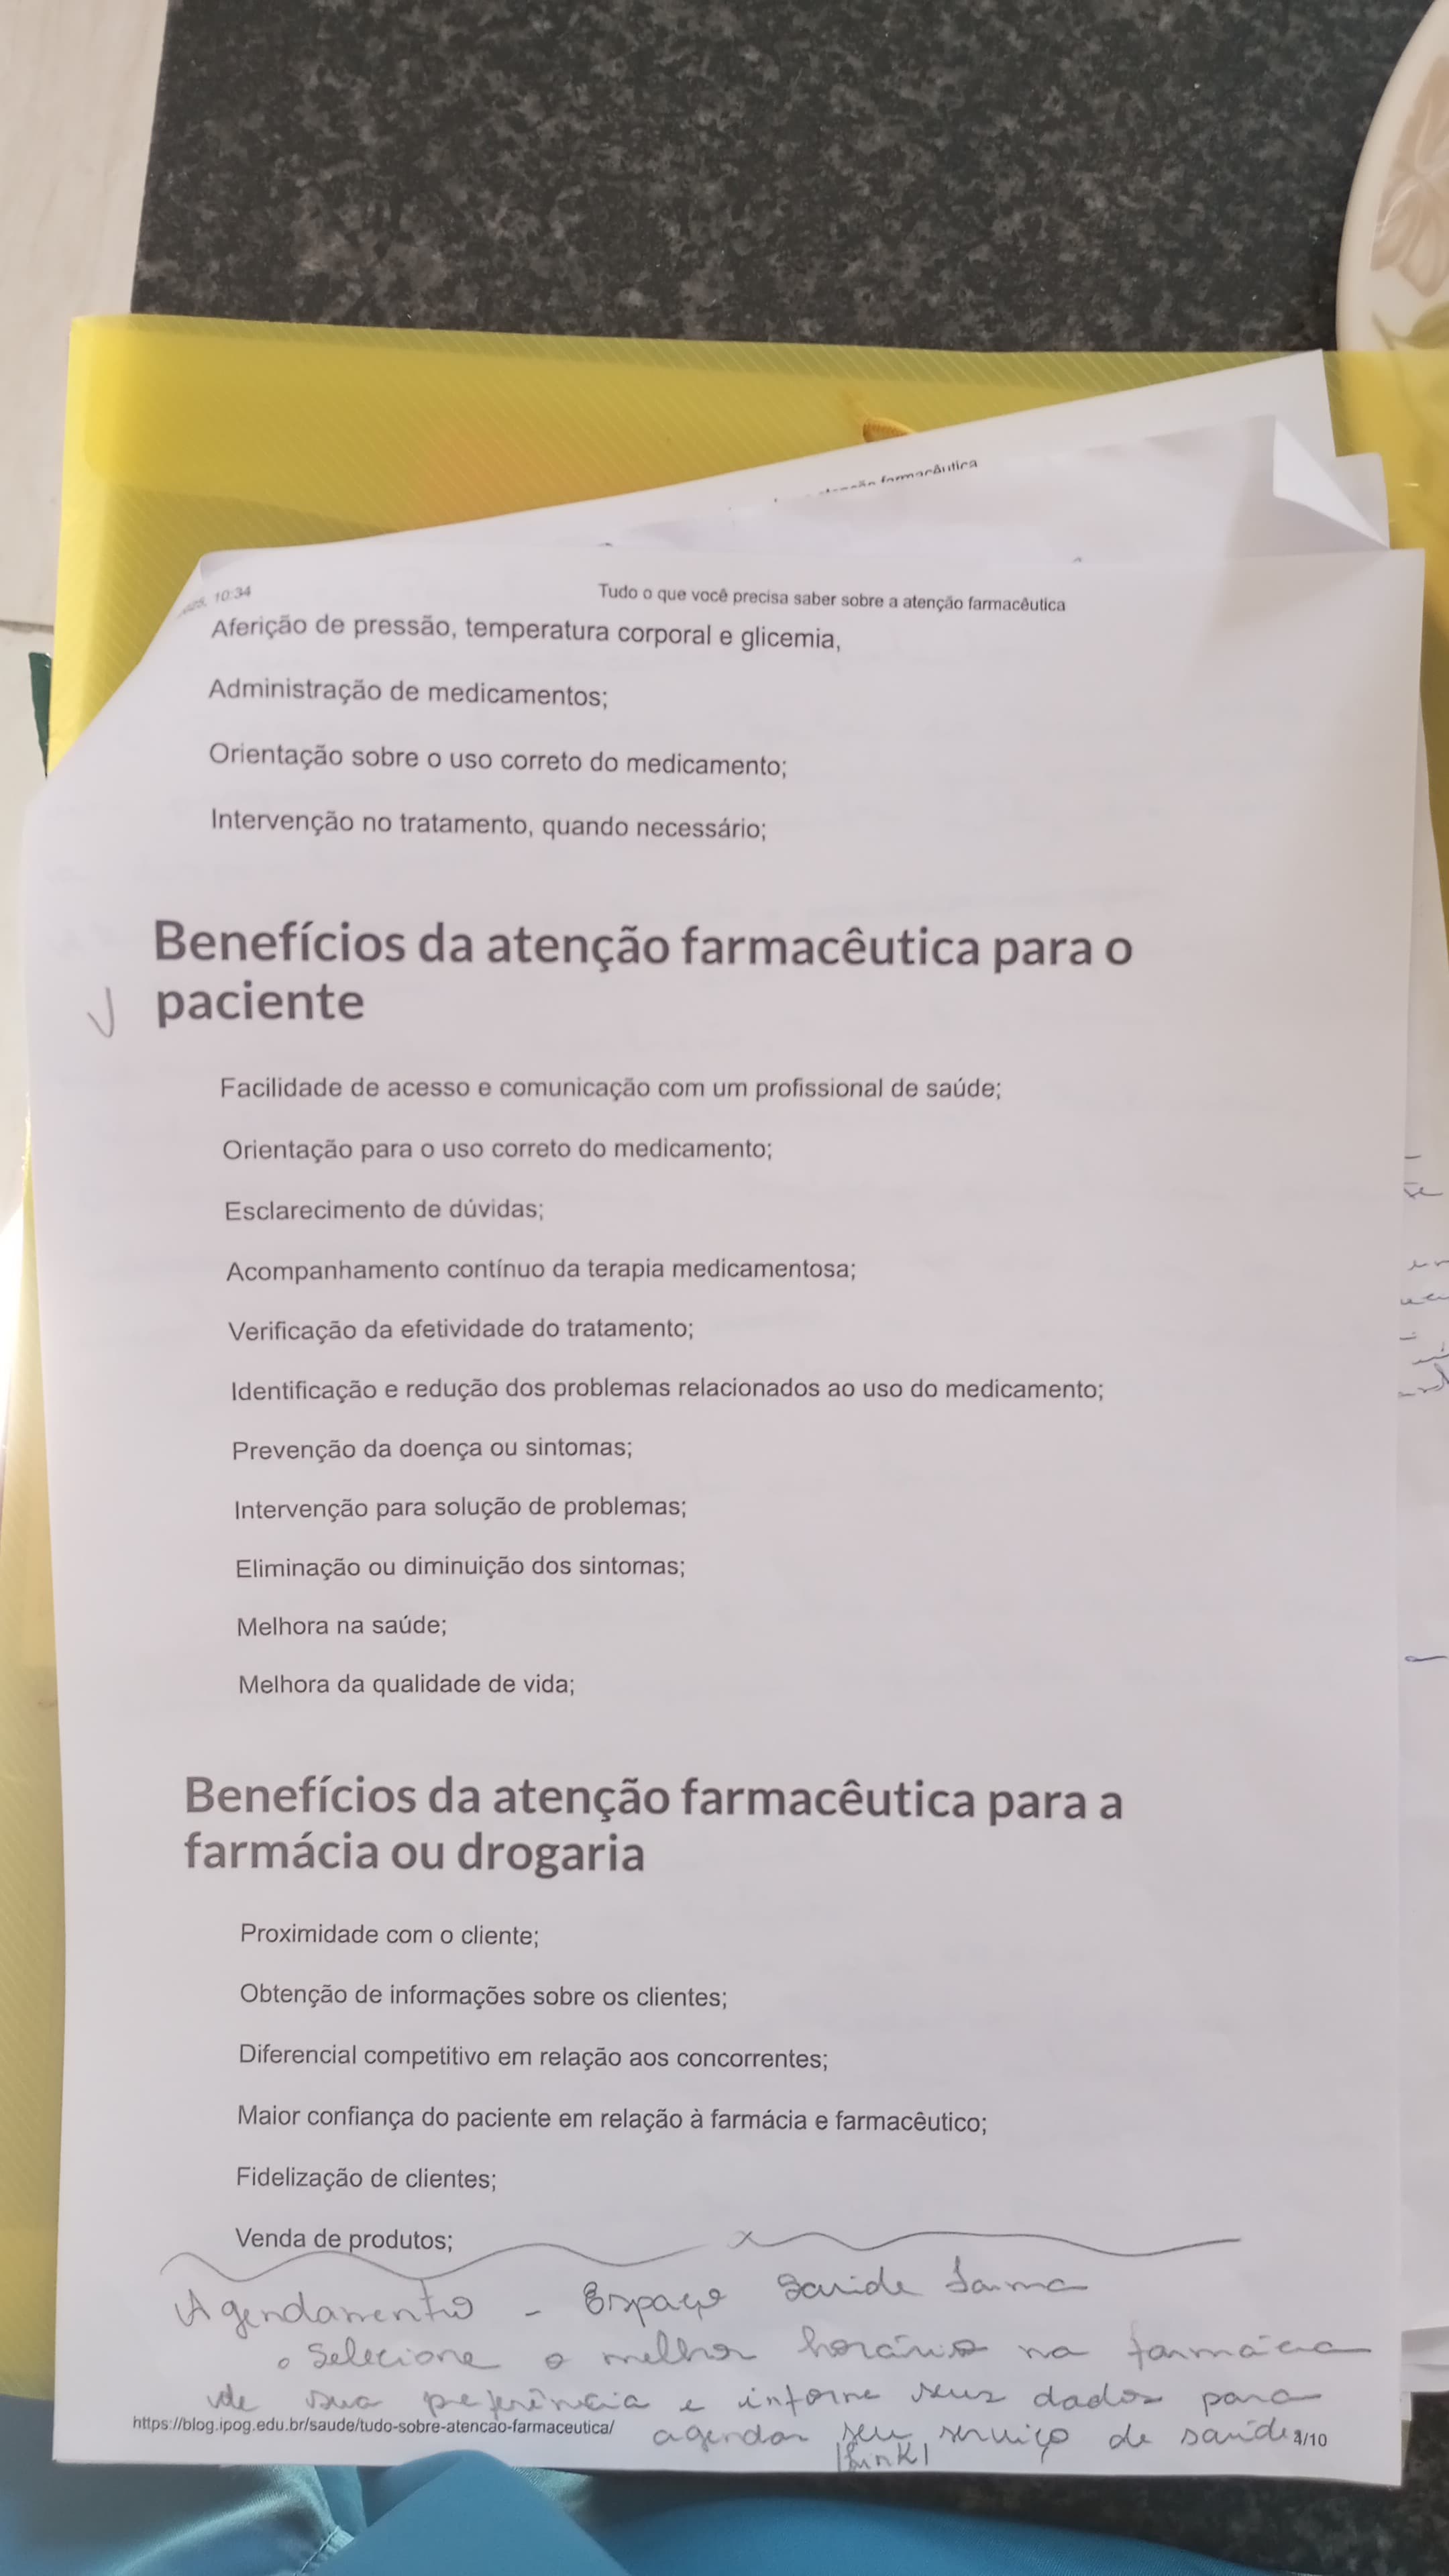 farmacêutica
10:34
Tudo o que você precisa saber sobre a atenção farmacêutica
Aferição de pressão, temperatura corporal e glicemia,
Administração de medicamentos;
Orientação sobre o uso correto do medicamento;
Intervenção no tratamento, quando necessário;
Benefícios da atenção farmacêutica para o
paciente
Facilidade de acesso e comunicação com um profissional de saúde;
Orientação para o uso correto do medicamento;
Esclarecimento de dúvidas;
Acompanhamento contínuo da terapia medicamentosa;
Verificação da efetividade do tratamento;
Identificação e redução dos problemas relacionados ao uso do medicamento;
Prevenção da doença ou sintomas;
Intervenção para solução de problemas;
Eliminação ou diminuição dos sintomas;
Melhora na saúde;
Melhora da qualidade de vida;
Benefícios da atenção farmacêutica para a
farmácia ou drogaria
Proximidade com o cliente;
Obtenção de informações sobre os clientes;
Diferencial competitivo em relação aos concorrentes;
Maior confiança do paciente em relação à farmácia e farmacêutico;
Fidelização de clientes;
Venda de produtos;
Agendamento - Espaço Saúde
Selecione o melhor horário na farmácia
de sua preferência e informe seus dados para
agendar seu serviço de saúde
|Link|
https://blog.ipog.edu.br/saude/tudo-sobre-atencao-farmaceutica/
4/10